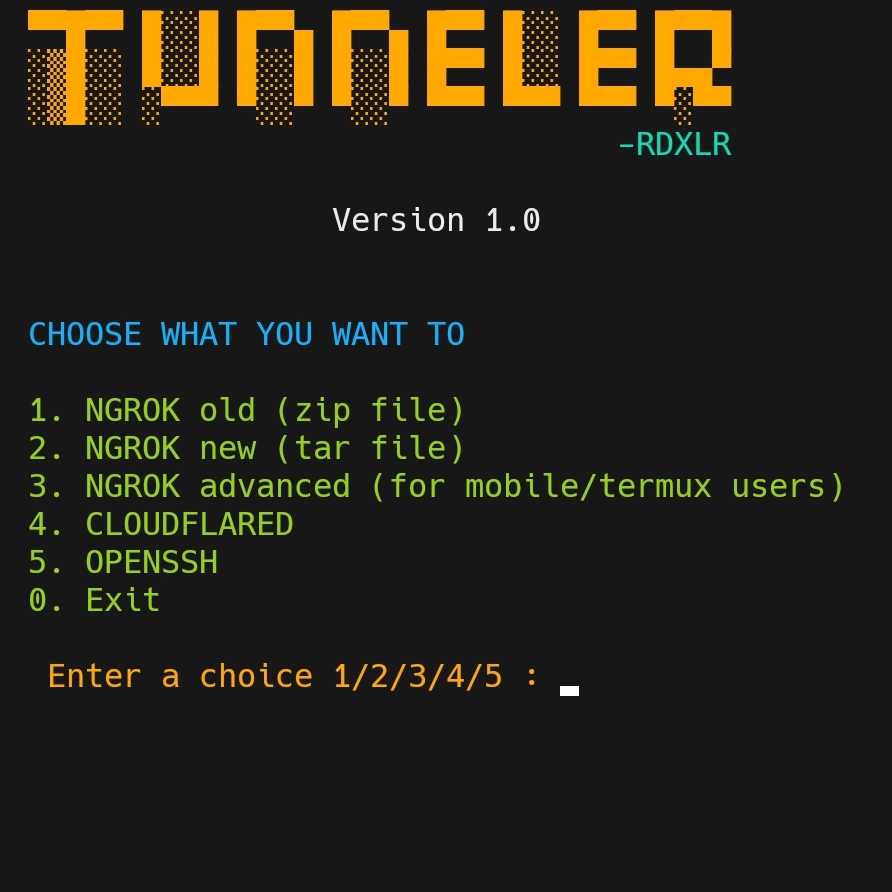 TUNNELER
-RDXLR
Version 1.0
CHOOSE WHAT YOU WANT TO
1. NGROK old (zip file)
2. NGROK new (tar file)
3. NGROK advanced (for mobile/termux users)
4. CLOUDFLARED
5. OPENSSH
0. Exit
Enter a choice 1/2/3/4/5 :